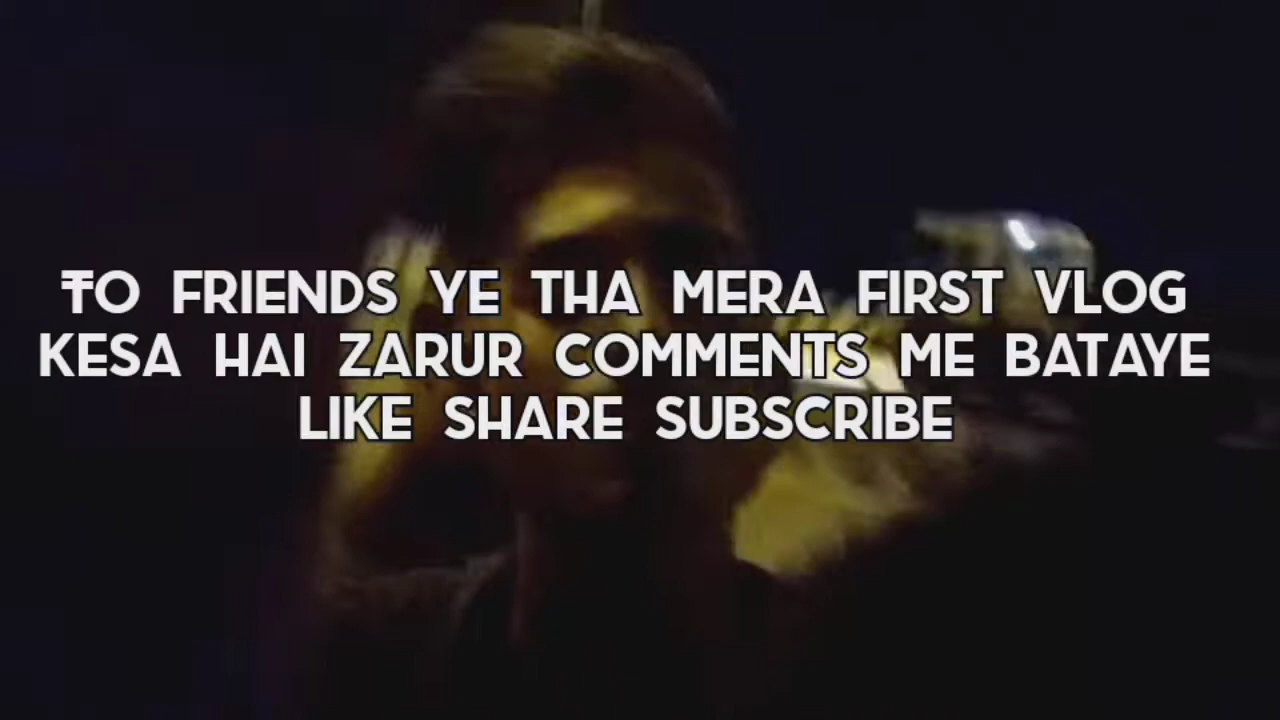 TO FRIENDS YE THA MERA FIRST VLOG
KESA HAI ZARUR COMMENTS ME BATAYE
LIKE SHARE SUBSCRIBE